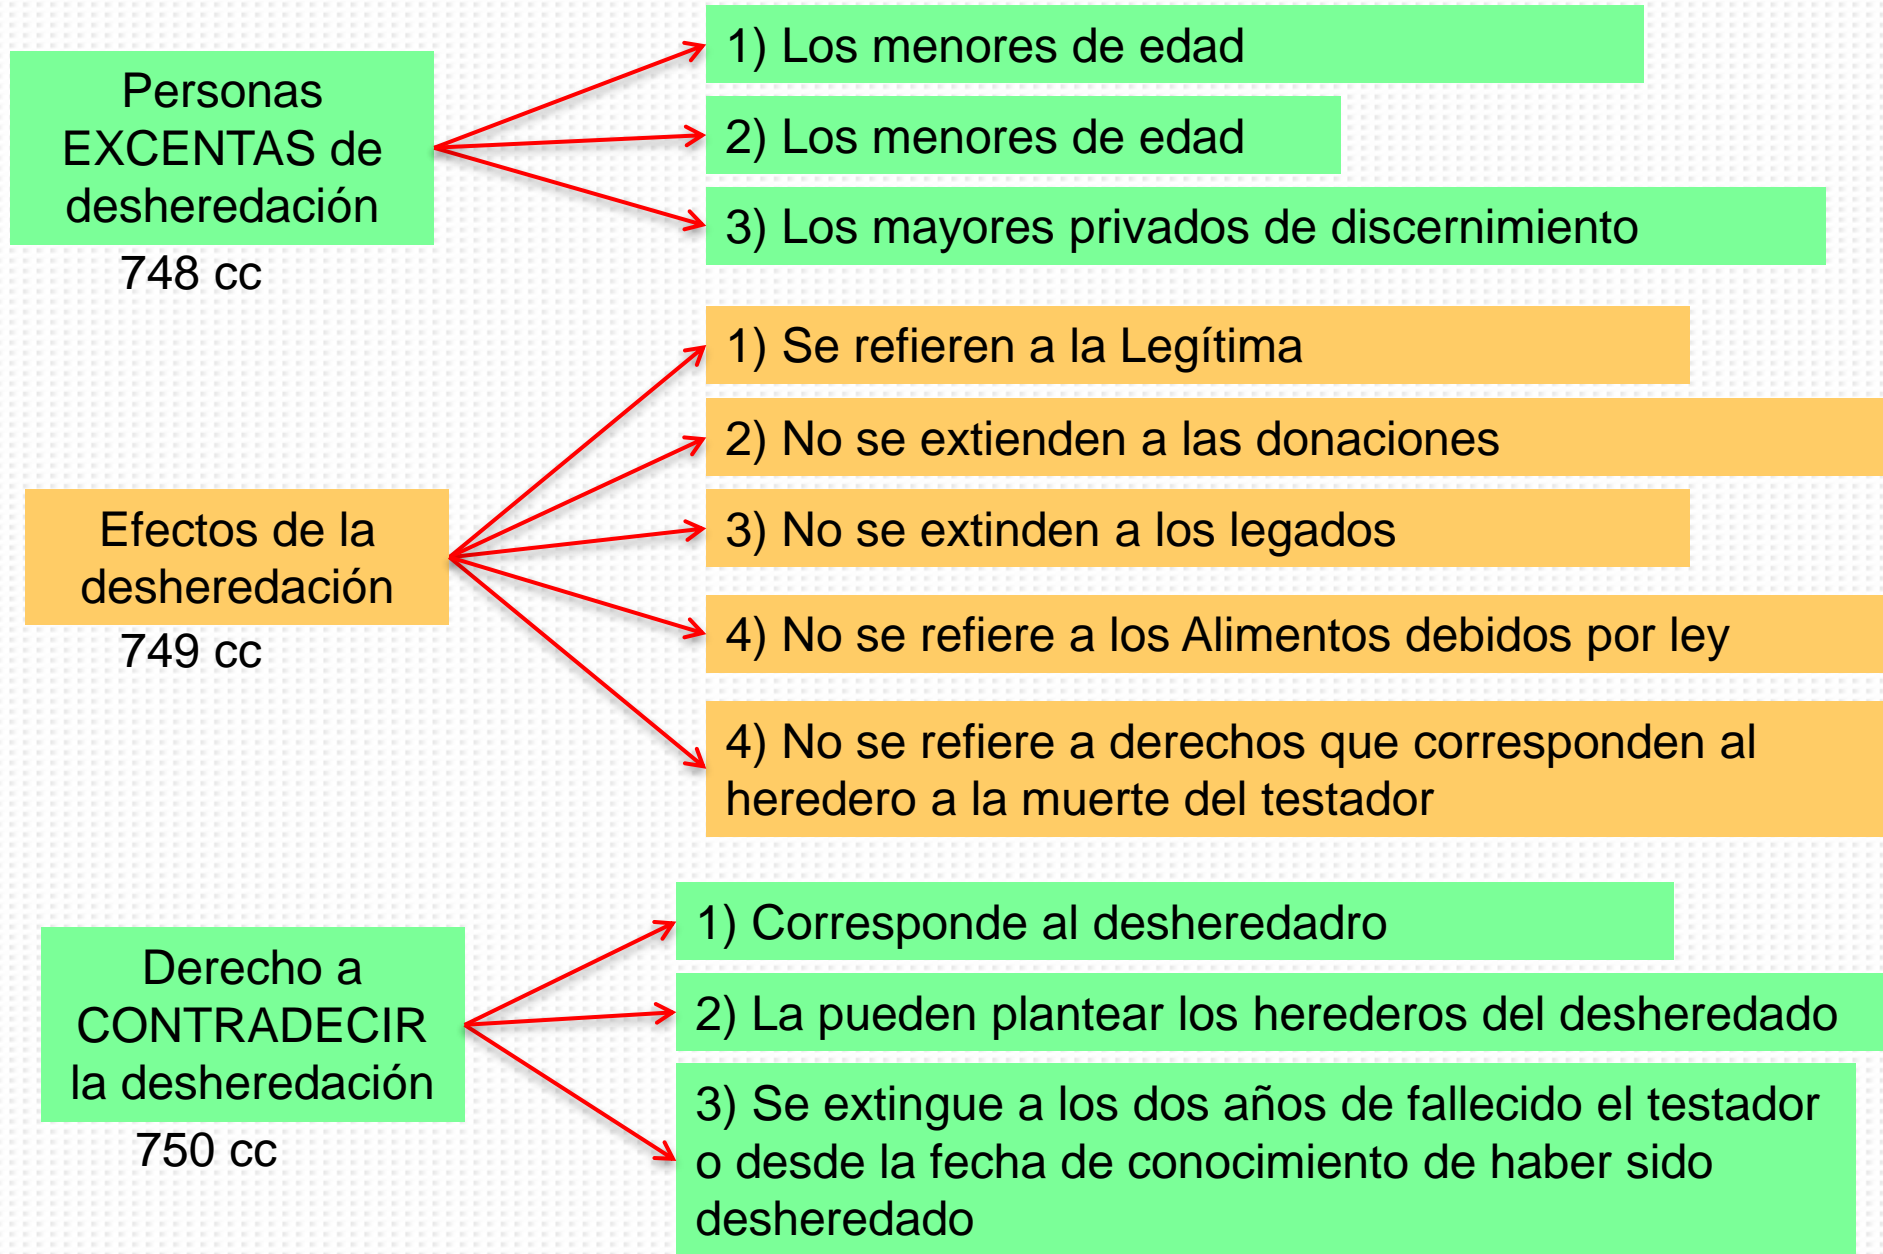 Personas
EXCENTAS de
desheredación
748 cc
1) Los menores de edad
2) Los menores de edad
3) Los mayores privados de discernimiento
Efectos de la
desheredación
749 cc
1) Se refieren a la Legítima
2) No se extienden a las donaciones
3) No se extinden a los legados
4) No se refiere a los Alimentos debidos por ley
4) No se refiere a derechos que corresponden al
heredero a la muerte del testador
Derecho a
CONTRADECIR
la desheredación
750 cc
1) Corresponde al desheredadro
2) La pueden plantear los herederos del desheredado
3) Se extingue a los dos años de fallecido el testador
o desde la fecha de conocimiento de haber sido
desheredado